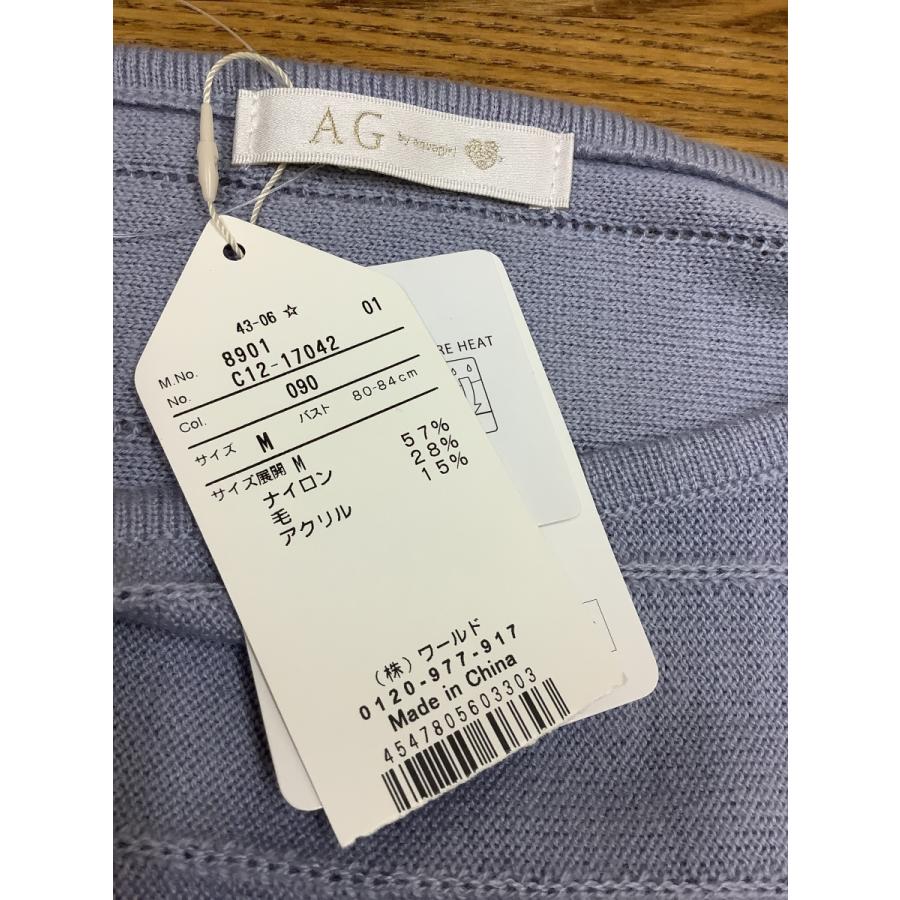 AG by aquagirl
43-06 ☆ 01
M.No. 8901
No. C12-17042
Col. 090
サイズ M バスト 80-84cm
サイズ展開 M
ナイロン 57%
毛 28%
アクリル 15%
(株)ワールド
0120-977-917
Made in China
4547805603303
RE HEAT